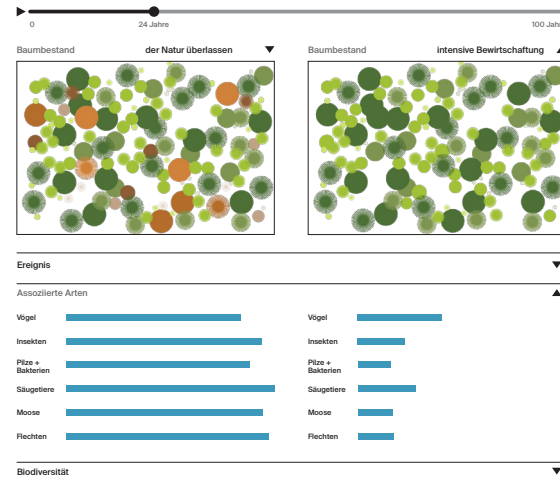 0
24 Jahre
100 Jahr
Baumbestand
der Natur überlassen
Baumbestand
intensive Bewirtschaftung
Ereignis
Assoziierte Arten
Vögel
Vögel
Insekten
Insekten
Pilze +
Bakterien
Pilze +
Bakterien
Säugetiere
Säugetiere
Moose
Moose
Flechten
Flechten
Biodiversität